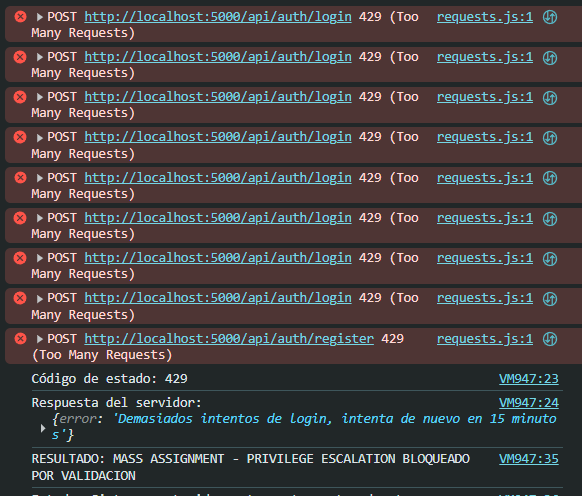 POST http://localhost:5000/api/auth/login 429 (Too requests.js:1
Many Requests)
POST http://localhost:5000/api/auth/login 429 (Too requests.js:1
Many Requests)
POST http://localhost:5000/api/auth/login 429 (Too requests.js:1
Many Requests)
POST http://localhost:5000/api/auth/login 429 (Too requests.js:1
Many Requests)
POST http://localhost:5000/api/auth/login 429 (Too requests.js:1
Many Requests)
POST http://localhost:5000/api/auth/login 429 (Too requests.js:1
Many Requests)
POST http://localhost:5000/api/auth/login 429 (Too requests.js:1
Many Requests)
POST http://localhost:5000/api/auth/login 429 (Too requests.js:1
Many Requests)
POST http://localhost:5000/api/auth/register 429 requests.js:1
(Too Many Requests)
Código de estado: 429 VM947:23
Respuesta del servidor: VM947:24
{error: 'Demasiados intentos de login, intenta de nuevo en 15 minuto
s'}
RESULTADO: MASS ASSIGNMENT - PRIVILEGE ESCALATION BLOQUEADO VM947:35
POR VALIDACION